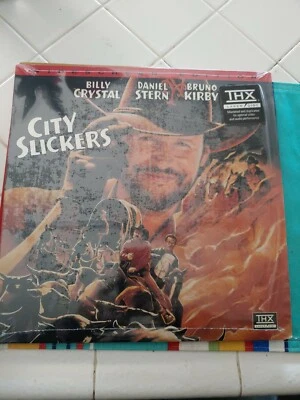 BILLY CRYSTAL
DANIEL STERN
BRUNO KIRBY
CITY
SLICKERS
THX
THX